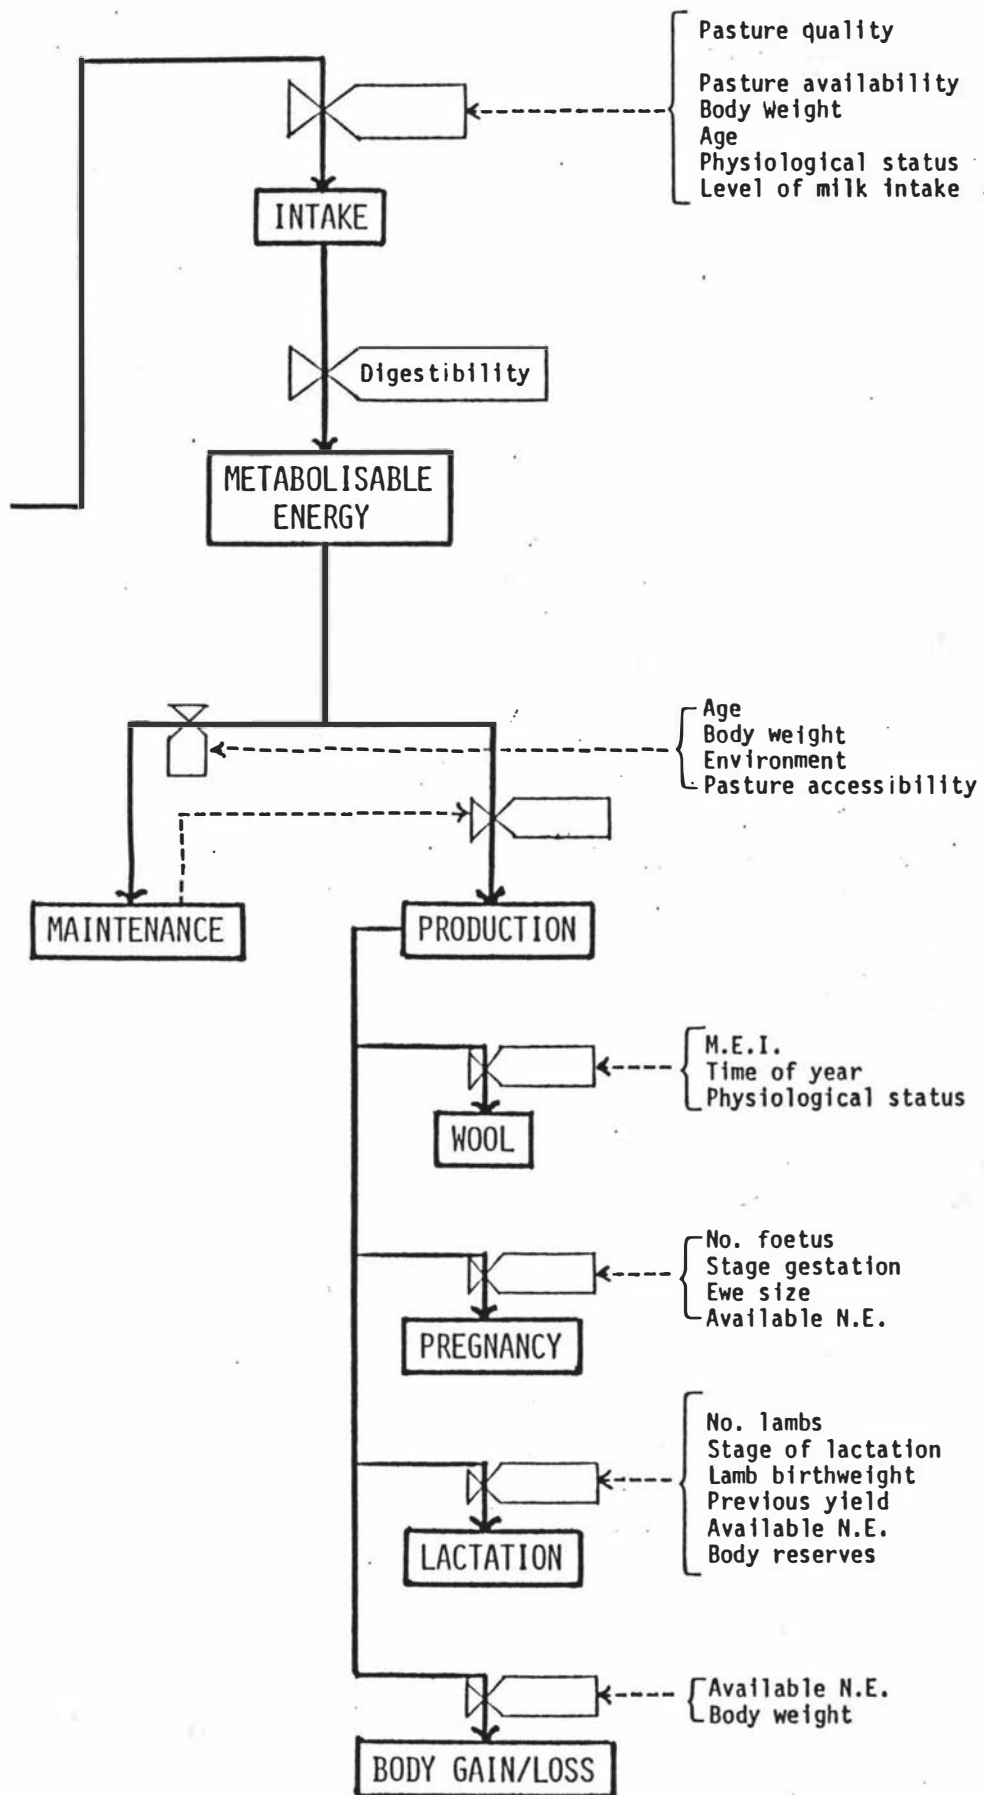 Pasture quality
Pasture availability
Body Weight
Age
Physiological status
Level of milk intake
INTAKE
Digestibility
METABOLISABLE
ENERGY
Age
Body weight
Environment
Pasture accessibility
MAINTENANCE
PRODUCTION
M.E.I.
Time of year
Physiological status
WOOL
No. foetus
Stage gestation
Ewe size
Available N.E.
PREGNANCY
No. lambs
Stage of lactation
Lamb birthweight
Previous yield
Available N.E.
Body reserves
LACTATION
Available N.E.
Body weight
BODY GAIN/LOSS